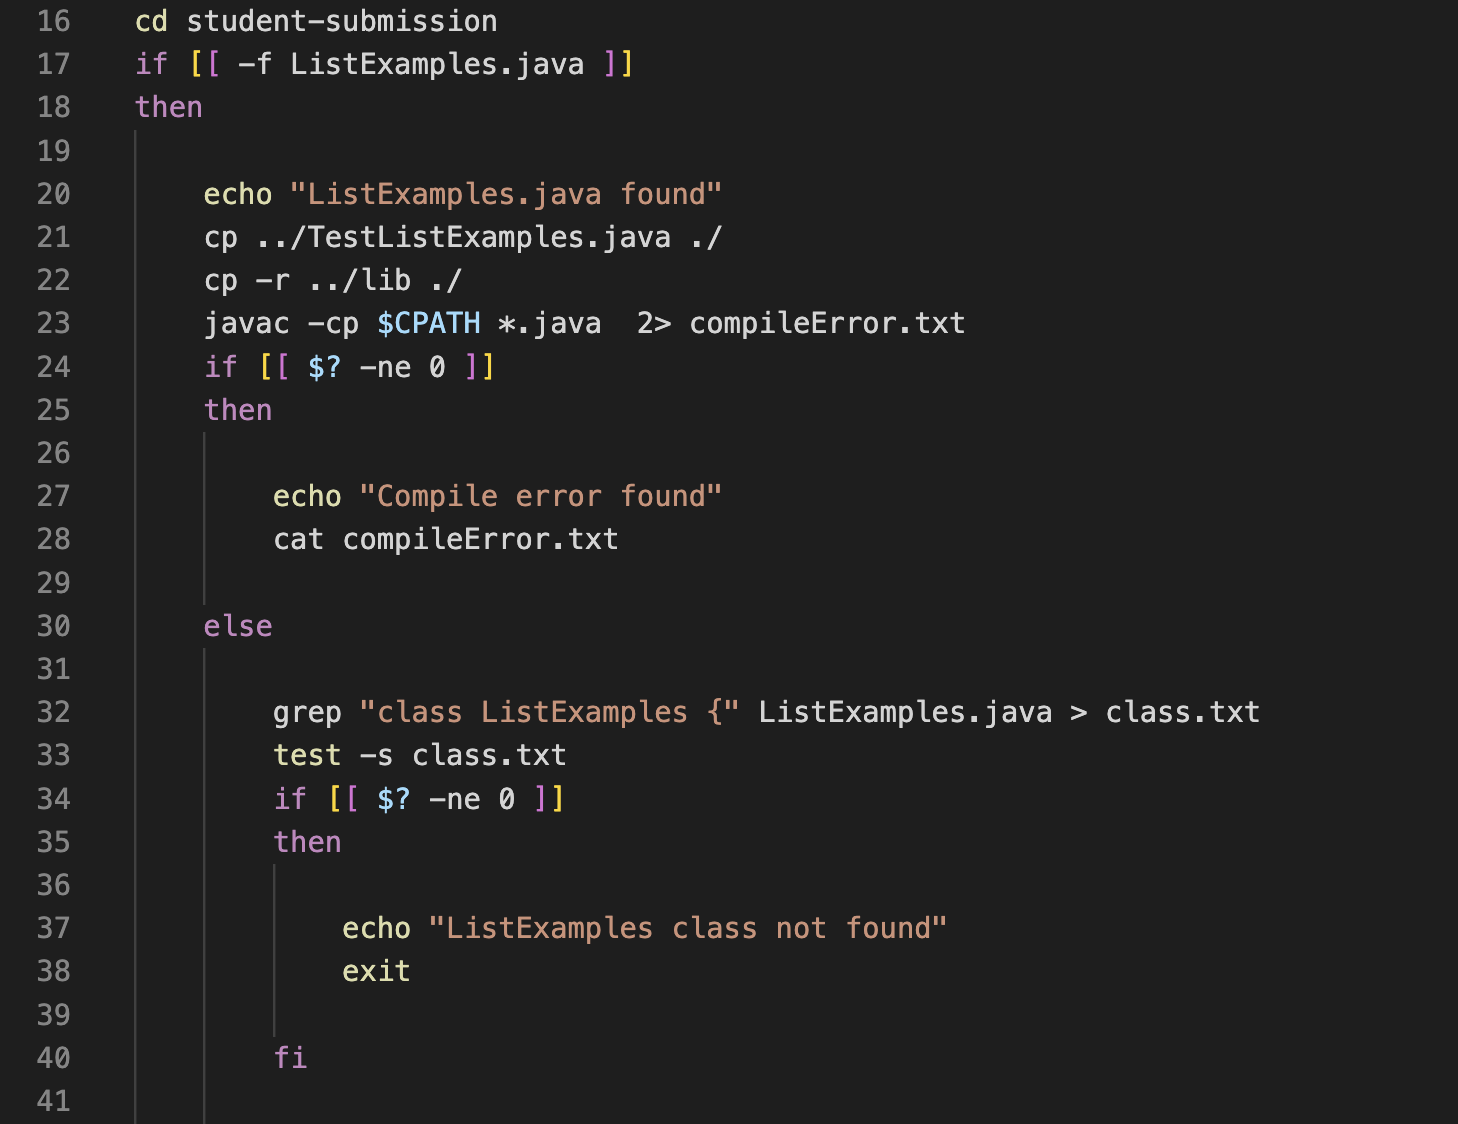 16 cd student-submission
17 if [[ -f ListExamples.java ]]
18 then
19
20 echo "ListExamples.java found"
21 cp ../TestListExamples.java ./
22 cp -r ../lib ./
23 javac -cp $CPATH *.java  2> compileError.txt
24 if [[ $? -ne 0 ]]
25 then
26
27 echo "Compile error found"
28 cat compileError.txt
29
30 else
31
32 grep "class ListExamples {" ListExamples.java > class.txt
33 test -s class.txt
34 if [[ $? -ne 0 ]]
35 then
36
37 echo "ListExamples class not found"
38 exit
39
40 fi
41